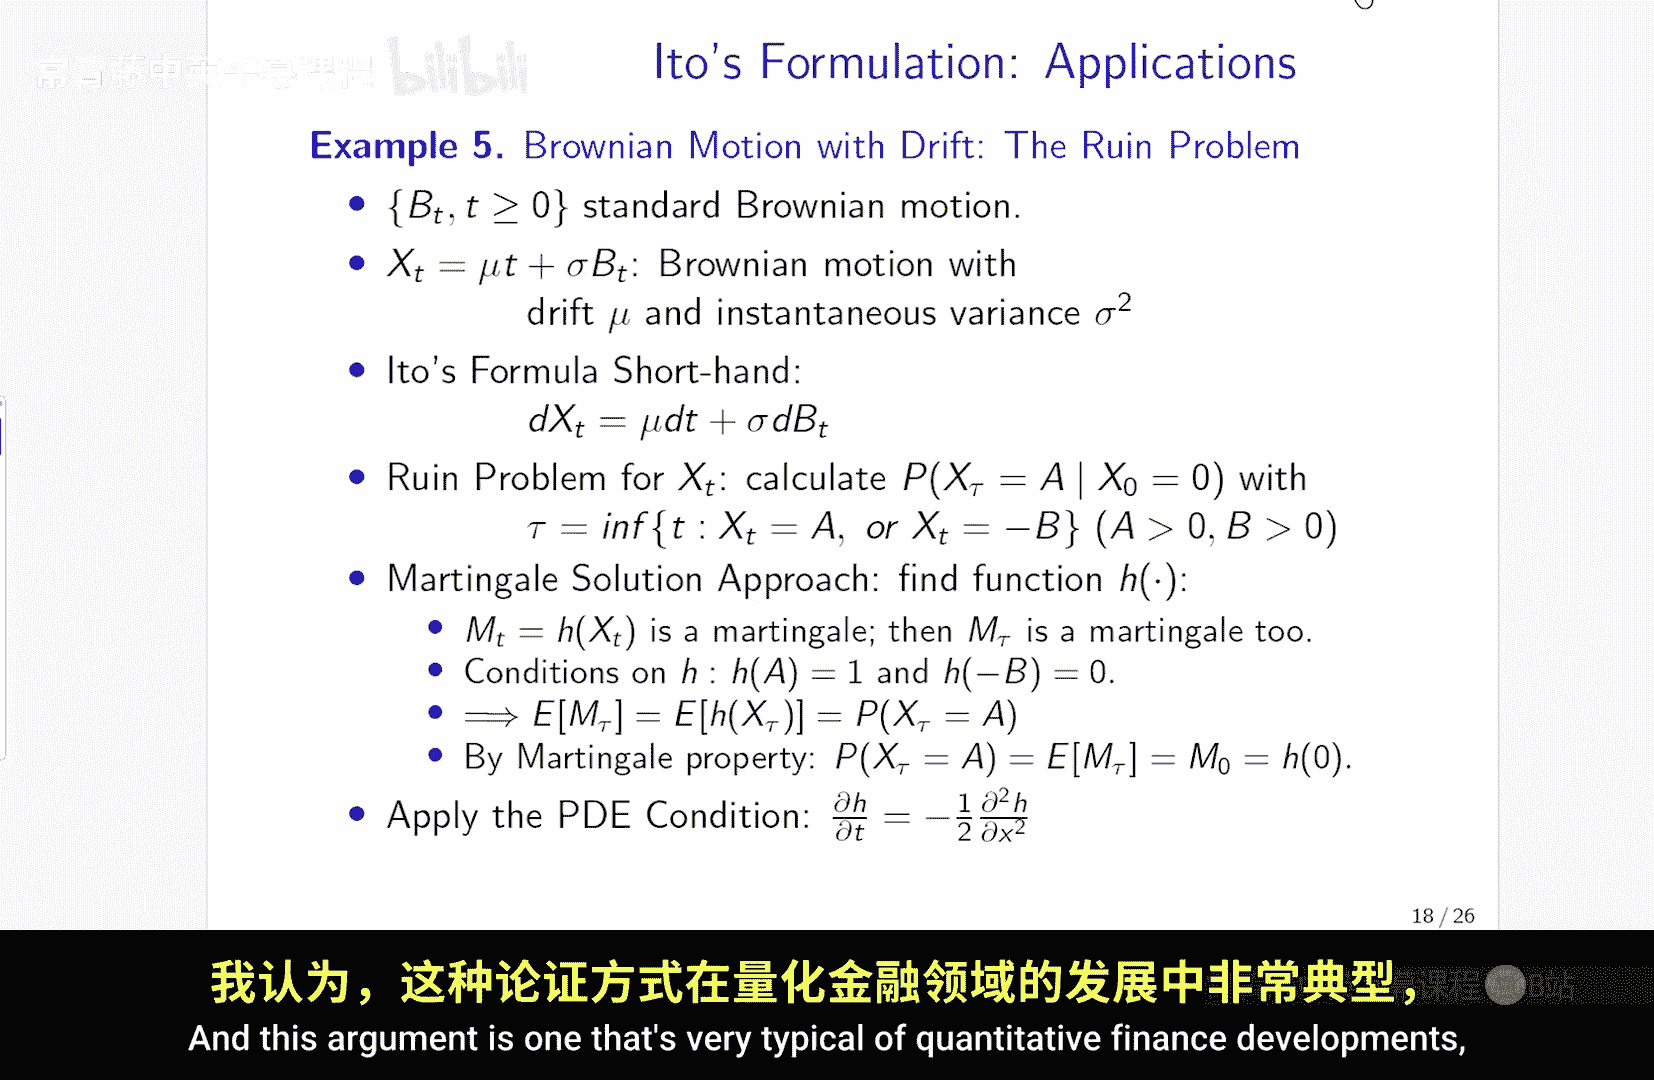 bilibili
Ito's Formulation: Applications
Example 5. Brownian Motion with Drift: The Ruin Problem
• {B_t, t ≥ 0} standard Brownian motion.
• X_t = μt + σB_t: Brownian motion with
drift μ and instantaneous variance σ²
• Ito's Formula Short-hand:
dX_t = μdt + σdB_t
• Ruin Problem for X_t: calculate P(X_τ = A | X_0 = 0) with
τ = inf{t : X_t = A, or X_t = −B} (A > 0, B > 0)
• Martingale Solution Approach: find function h(·):
• M_t = h(X_t) is a martingale; then M_τ is a martingale too.
• Conditions on h : h(A) = 1 and h(−B) = 0.
• ⟹ E[M_τ] = E[h(X_τ)] = P(X_τ = A)
• By Martingale property: P(X_τ = A) = E[M_τ] = M_0 = h(0).
• Apply the PDE Condition: ∂h/∂t = −1/2 ∂²h/∂x²
18 / 26
我认为，这种论证方式在量化金融领域的发展中非常典型，
课程 B站
And this argument is one that's very typical of quantitative finance developments,